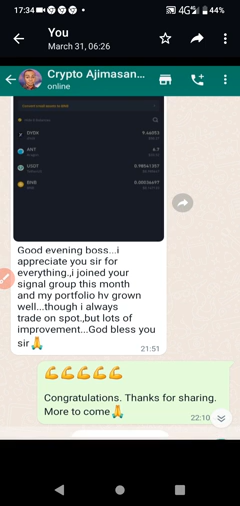 17:34
4G 44%
You
March 31, 06:26
Crypto Ajimasan...
online
DYDX
ANT
USDT
BNB
Good evening boss...i
appreciate you sir for
everything.,i joined your
signal group this month
and my portfolio hv grown
well...though i always
trade on spot.,but lots of
improvement...God bless you
sir🙏
21:51
💪💪💪💪💪
Congratulations. Thanks for sharing.
More to come🙏
22:10